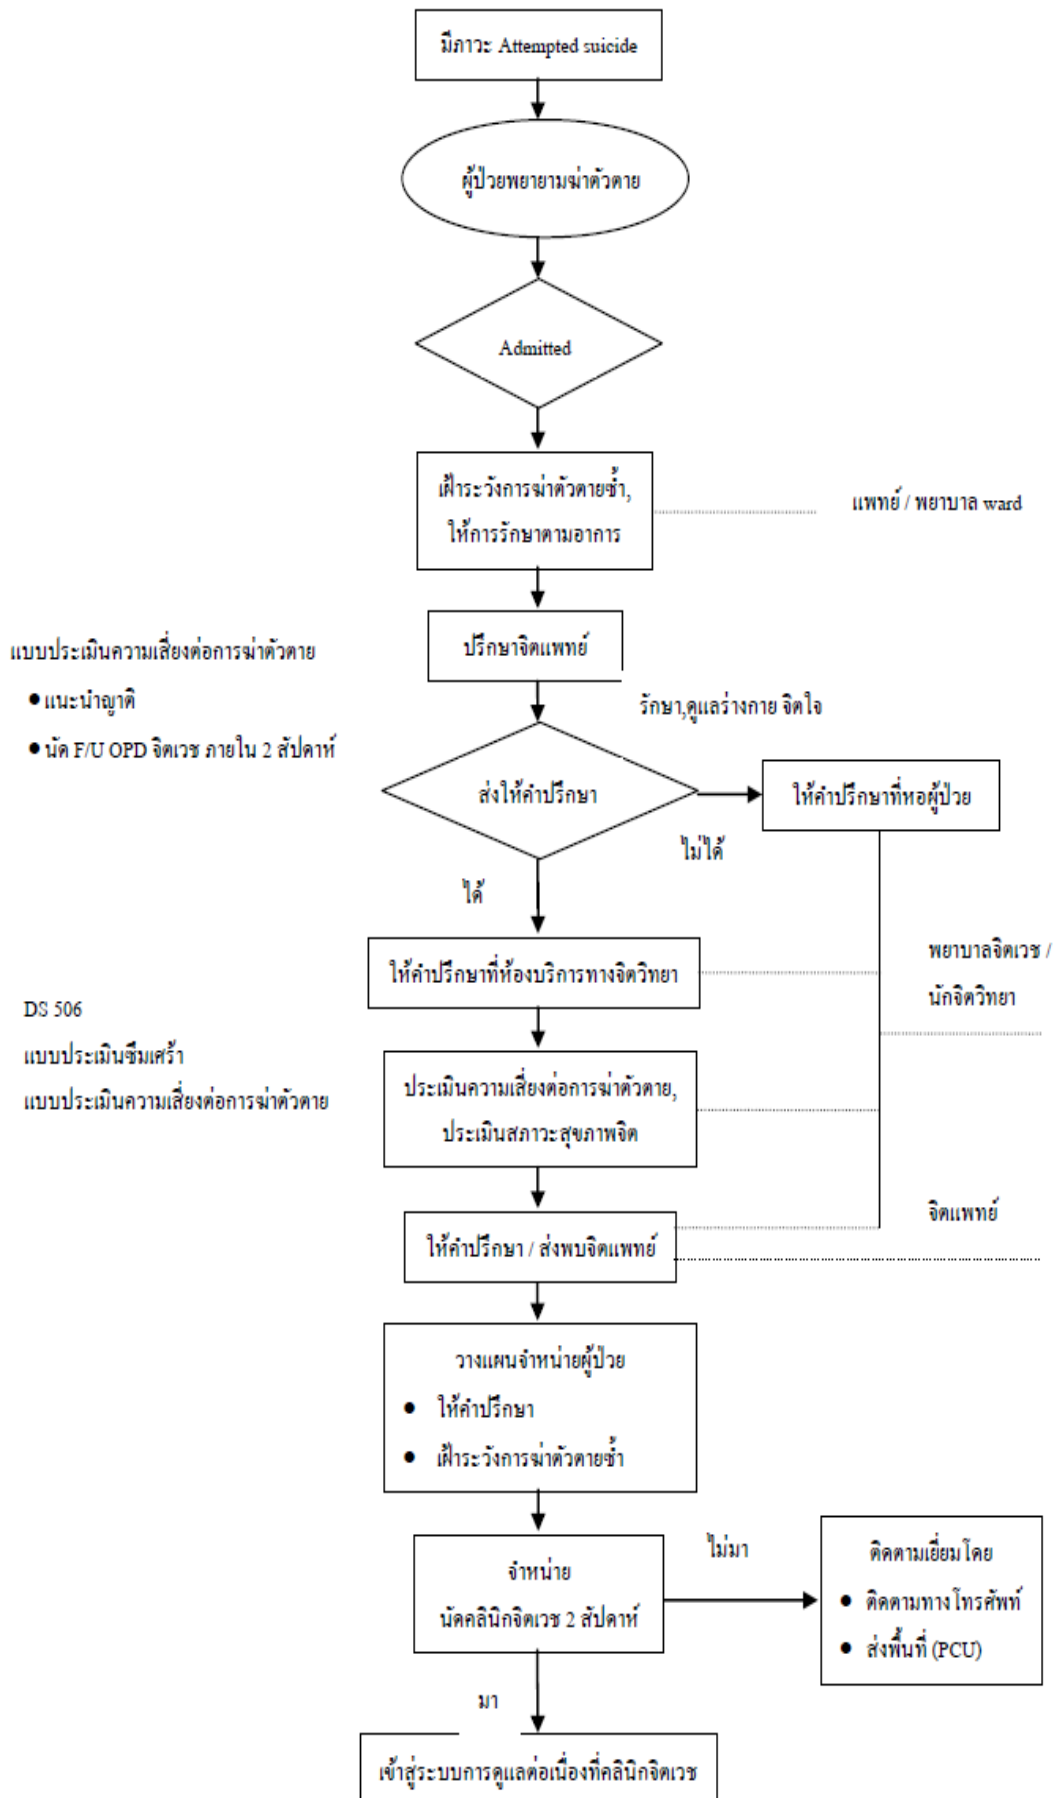 มีภาวะ Attempted suicide
ผู้ป่วยพยายามฆ่าตัวตาย
Admitted
เฝ้าระวังการฆ่าตัวตายซ้ำ,
ให้การรักษาตามอาการ
แพทย์ / พยาบาล ward
ปรึกษาจิตแพทย์
แบบประเมินความเสี่ยงต่อการฆ่าตัวตาย
● แนะนำญาติ
● นัด F/U OPD จิตเวช ภายใน 2 สัปดาห์
รักษา,ดูแลร่างกาย จิตใจ
ส่งให้คำปรึกษา
ให้คำปรึกษาที่หอผู้ป่วย
ไม่ได้
ได้
ให้คำปรึกษาที่ห้องบริการทางจิตวิทยา
พยาบาลจิตเวช /
นักจิตวิทยา
DS 506
แบบประเมินซึมเศร้า
แบบประเมินความเสี่ยงต่อการฆ่าตัวตาย
ประเมินความเสี่ยงต่อการฆ่าตัวตาย,
ประเมินสภาวะสุขภาพจิต
จิตแพทย์
ให้คำปรึกษา / ส่งพบจิตแพทย์
วางแผนจำหน่ายผู้ป่วย
● ให้คำปรึกษา
● เฝ้าระวังการฆ่าตัวตายซ้ำ
จำหน่าย
นัดคลินิกจิตเวช 2 สัปดาห์
ไม่มา
ติดตามเยี่ยมโดย
● ติดตามทางโทรศัพท์
● ส่งพื้นที่ (PCU)
มา
เข้าสู่ระบบการดูแลต่อเนื่องที่คลินิกจิตเวช